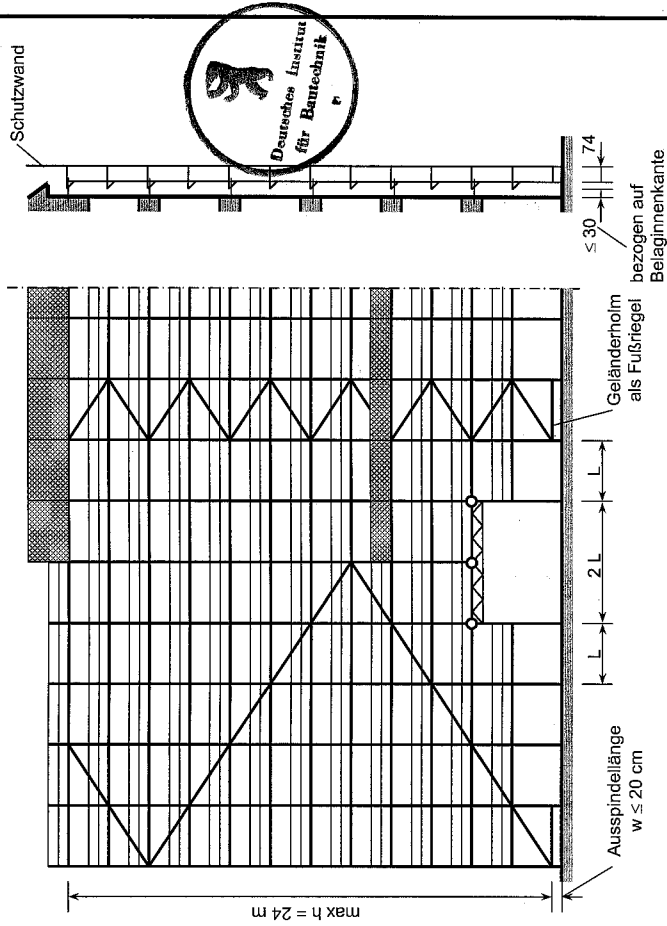 Schutzwand
Deutsches Institut
für Bautechnik
74
≤ 30
bezogen auf
Belaginnenkante
Geländerholm
als Fußriegel
L
2 L
L
Ausspindellänge
w ≤ 20 cm
max h = 24 m